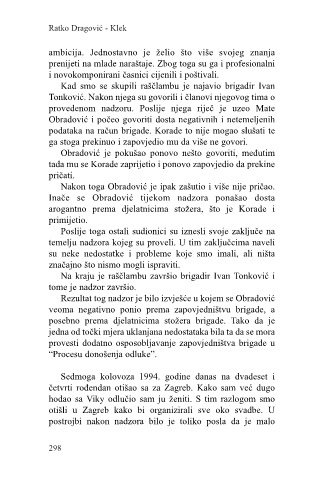 Ratko Dragović - Klek
ambicija. Jednostavno je želio što više svojeg znanja
prenijeti na mlade naraštaje. Zbog toga su ga i profesionalni
i novokomponirani časnici cijenili i poštivali.
Kad smo se skupili raščlambu je najavio brigadir Ivan
Tonković. Nakon njega su govorili i članovi njegovog tima o
provedenom nadzoru. Poslije njega riječ je uzeo Mate
Obradović i počeo govoriti dosta negativnih i netemeljenih
podataka na račun brigade. Korade to nije mogao slušati te
ga stoga prekinuo i zapovjedio mu da više ne govori.
Obradović je pokušao ponovo nešto govoriti, međutim
tada mu se Korade zaprijetio i ponovo zapovjedio da prekine
pričati.
Nakon toga Obradović je ipak zašutio i više nije pričao.
Inače se Obradović tijekom nadzora ponašao dosta
arogantno prema djelatnicima stožera, što je Korade i
primijetio.
Poslije toga ostali sudionici su iznesli svoje zaključe na
temelju nadzora kojeg su proveli. U tim zaključcima naveli
su neke nedostatke i probleme koje smo imali, ali ništa
značajno što nismo mogli ispraviti.
Na kraju je raščlambu završio brigadir Ivan Tonković i
tome je nadzor završio.
Rezultat tog nadzor je bilo izvješće u kojem se Obradović
veoma negativno ponio prema zapovjedništvu brigade, a
posebno prema djelatnicima stožera brigade. Tako da je
jedna od točki mjera uklanjana nedostataka bila ta da se mora
provesti dodatno osposobljavanje zapovjedništva brigade u
“Procesu donošenja odluke”.
Sedmoga kolovoza 1994. godine danas na dvadeset i
četvrti rođendan otišao sa za Zagreb. Kako sam već dugo
hodao sa Viky odlučio sam ju ženiti. S tim razlogom smo
otišli u Zagreb kako bi organizirali sve oko svadbe. U
postrojbi nakon nadzora bilo je toliko posla da je malo
298